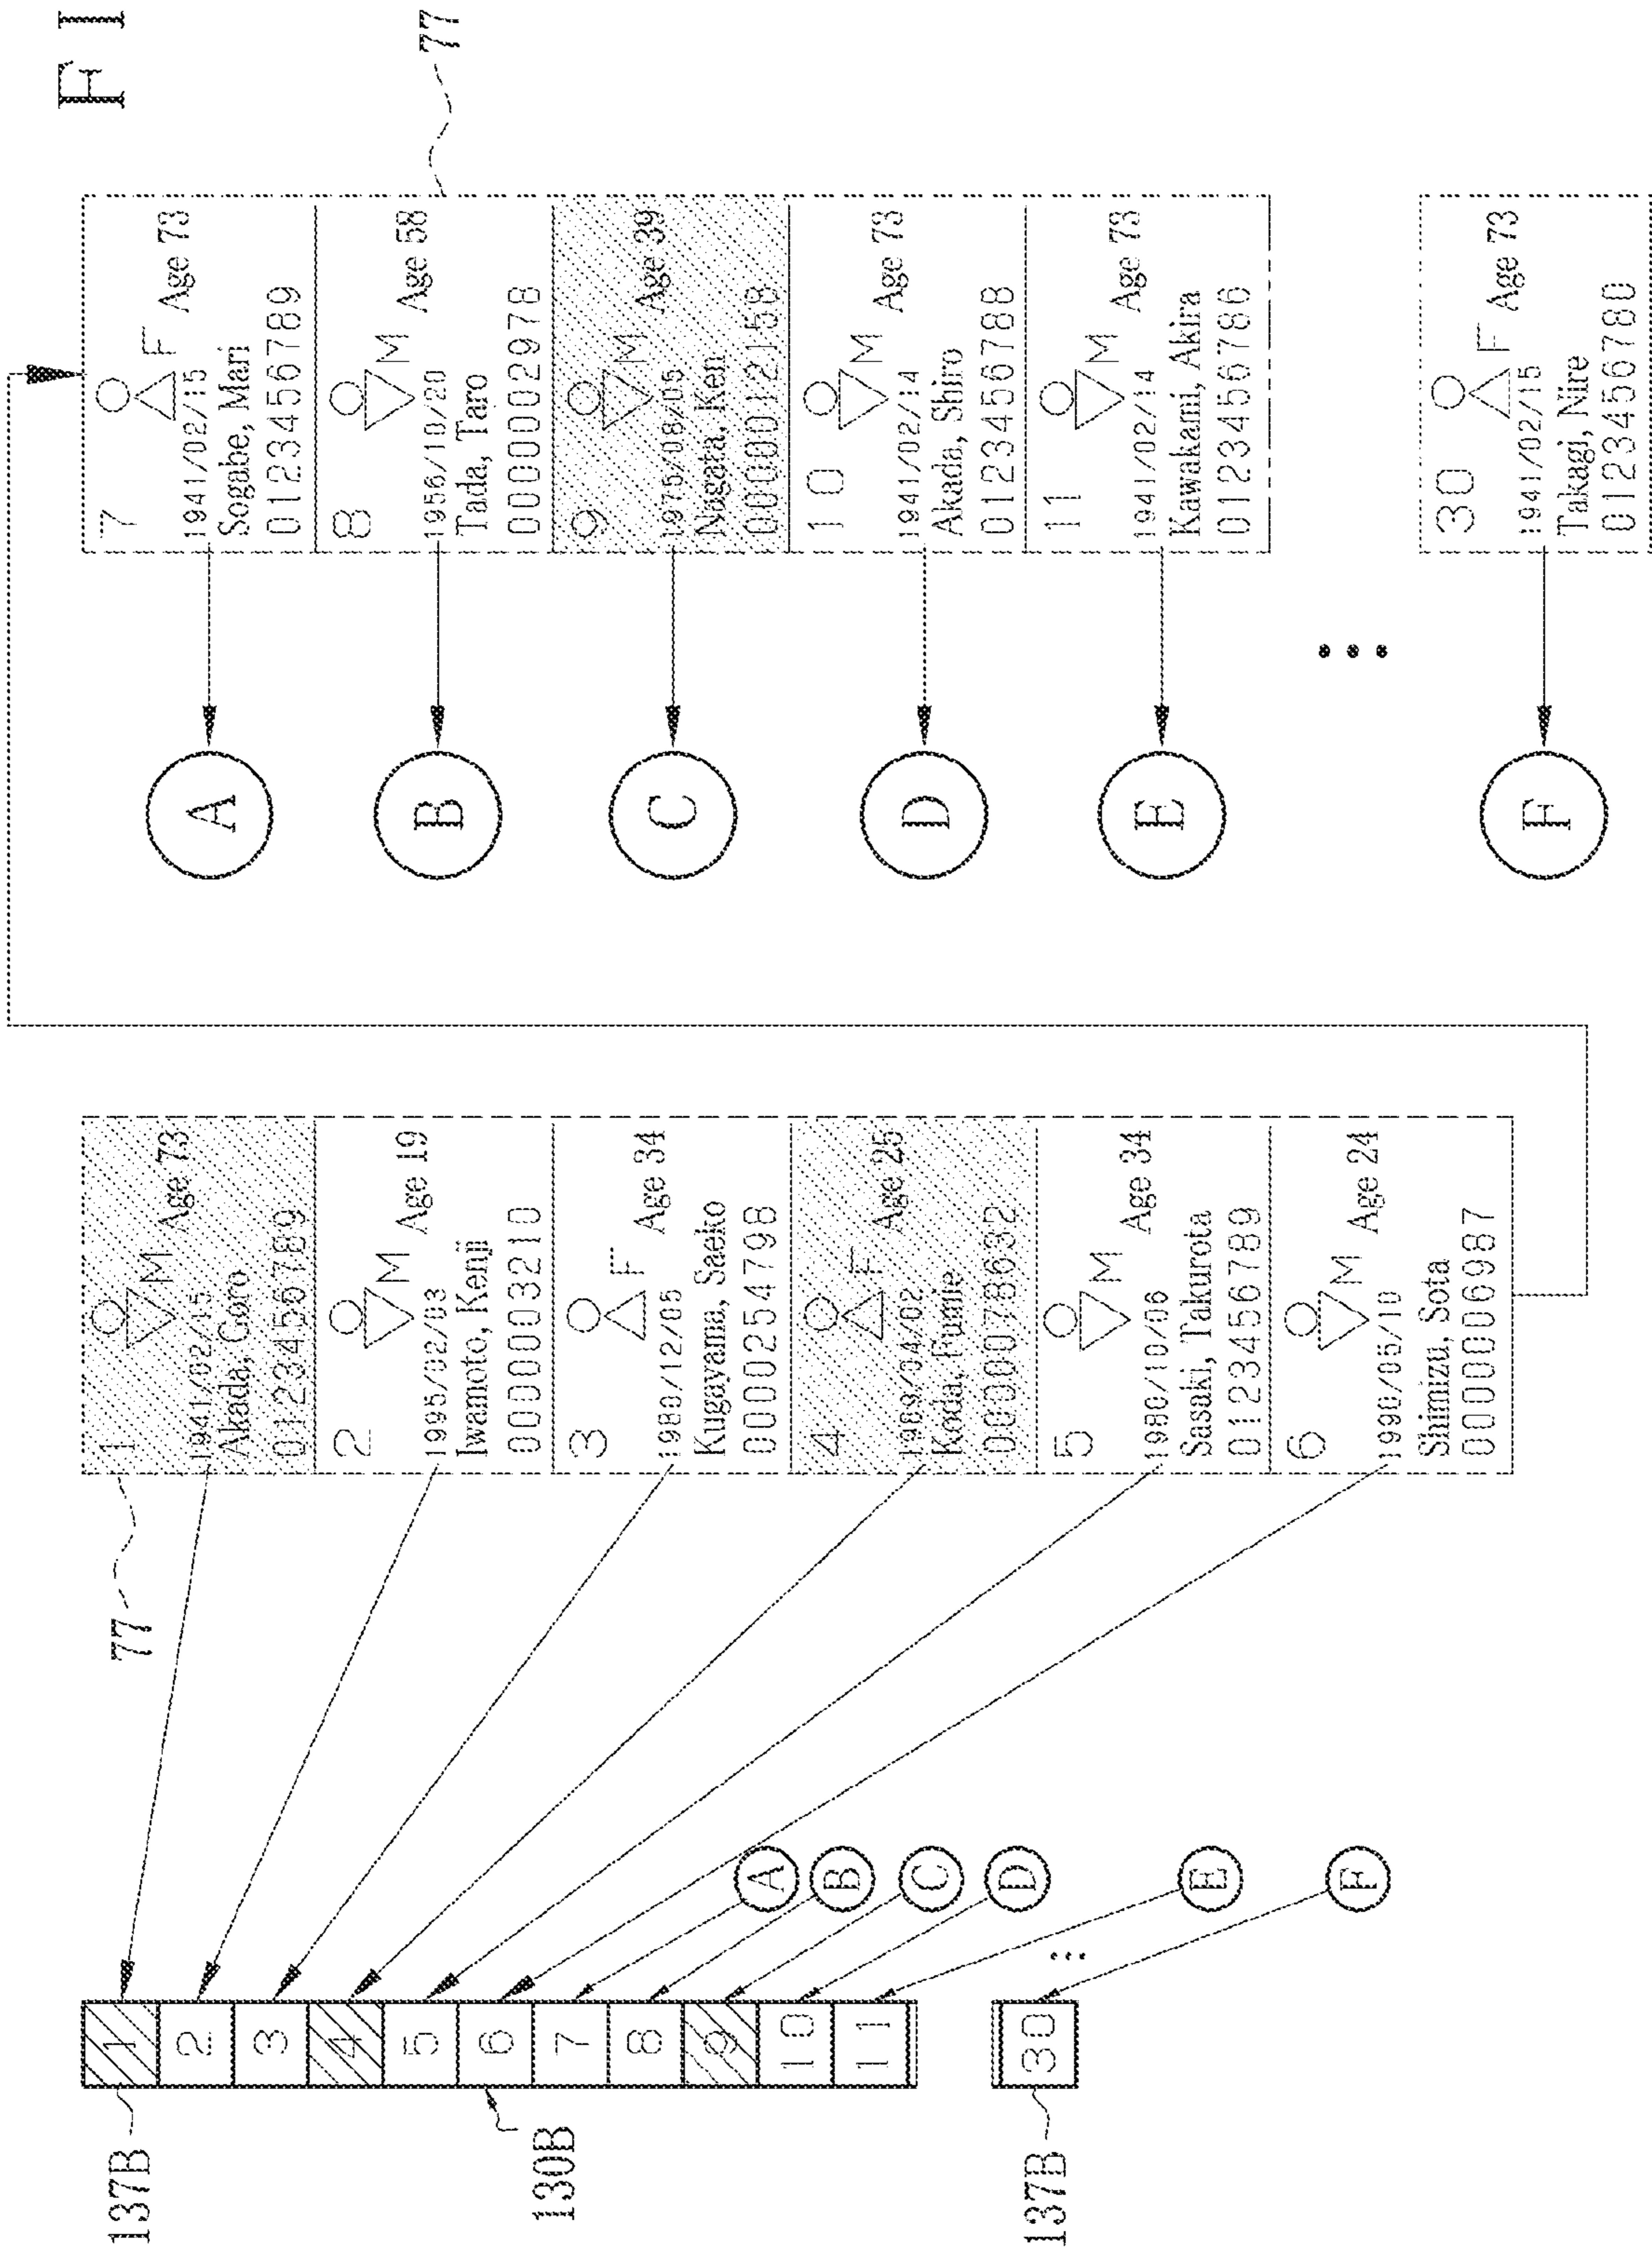 F I
137B
1
2
3
4
5
6
7
8
9
10
11
30
130B
137B
A
B
C
D
E
F
77
1 M Age 73
1941/02/15
Akada, Goro
0123456789
2 M Age 19
1995/02/03
Iwamoto, Kenji
0000003210
3 F Age 34
1980/12/05
Kugayama, Saeko
0000254798
4 F Age 25
1989/04/02
Koda, Fumie
0000078632
5 M Age 34
1980/10/06
Sasaki, Takurota
0123456789
6 M Age 24
1990/05/10
Shimizu, Sota
0000006987
A
B
C
D
E
F
77
7 F Age 73
1941/02/15
Sogabe, Mari
0123456789
8 M Age 58
1956/10/20
Tada, Taro
0000002978
9 M Age 39
1975/08/05
Nagata, Ken
0000012158
10 M Age 73
1941/02/14
Akada, Shiro
0123456788
11 M Age 73
1941/02/14
Kawakami, Akira
0123456786
30 F Age 73
1941/02/15
Takagi, Nire
0123456780